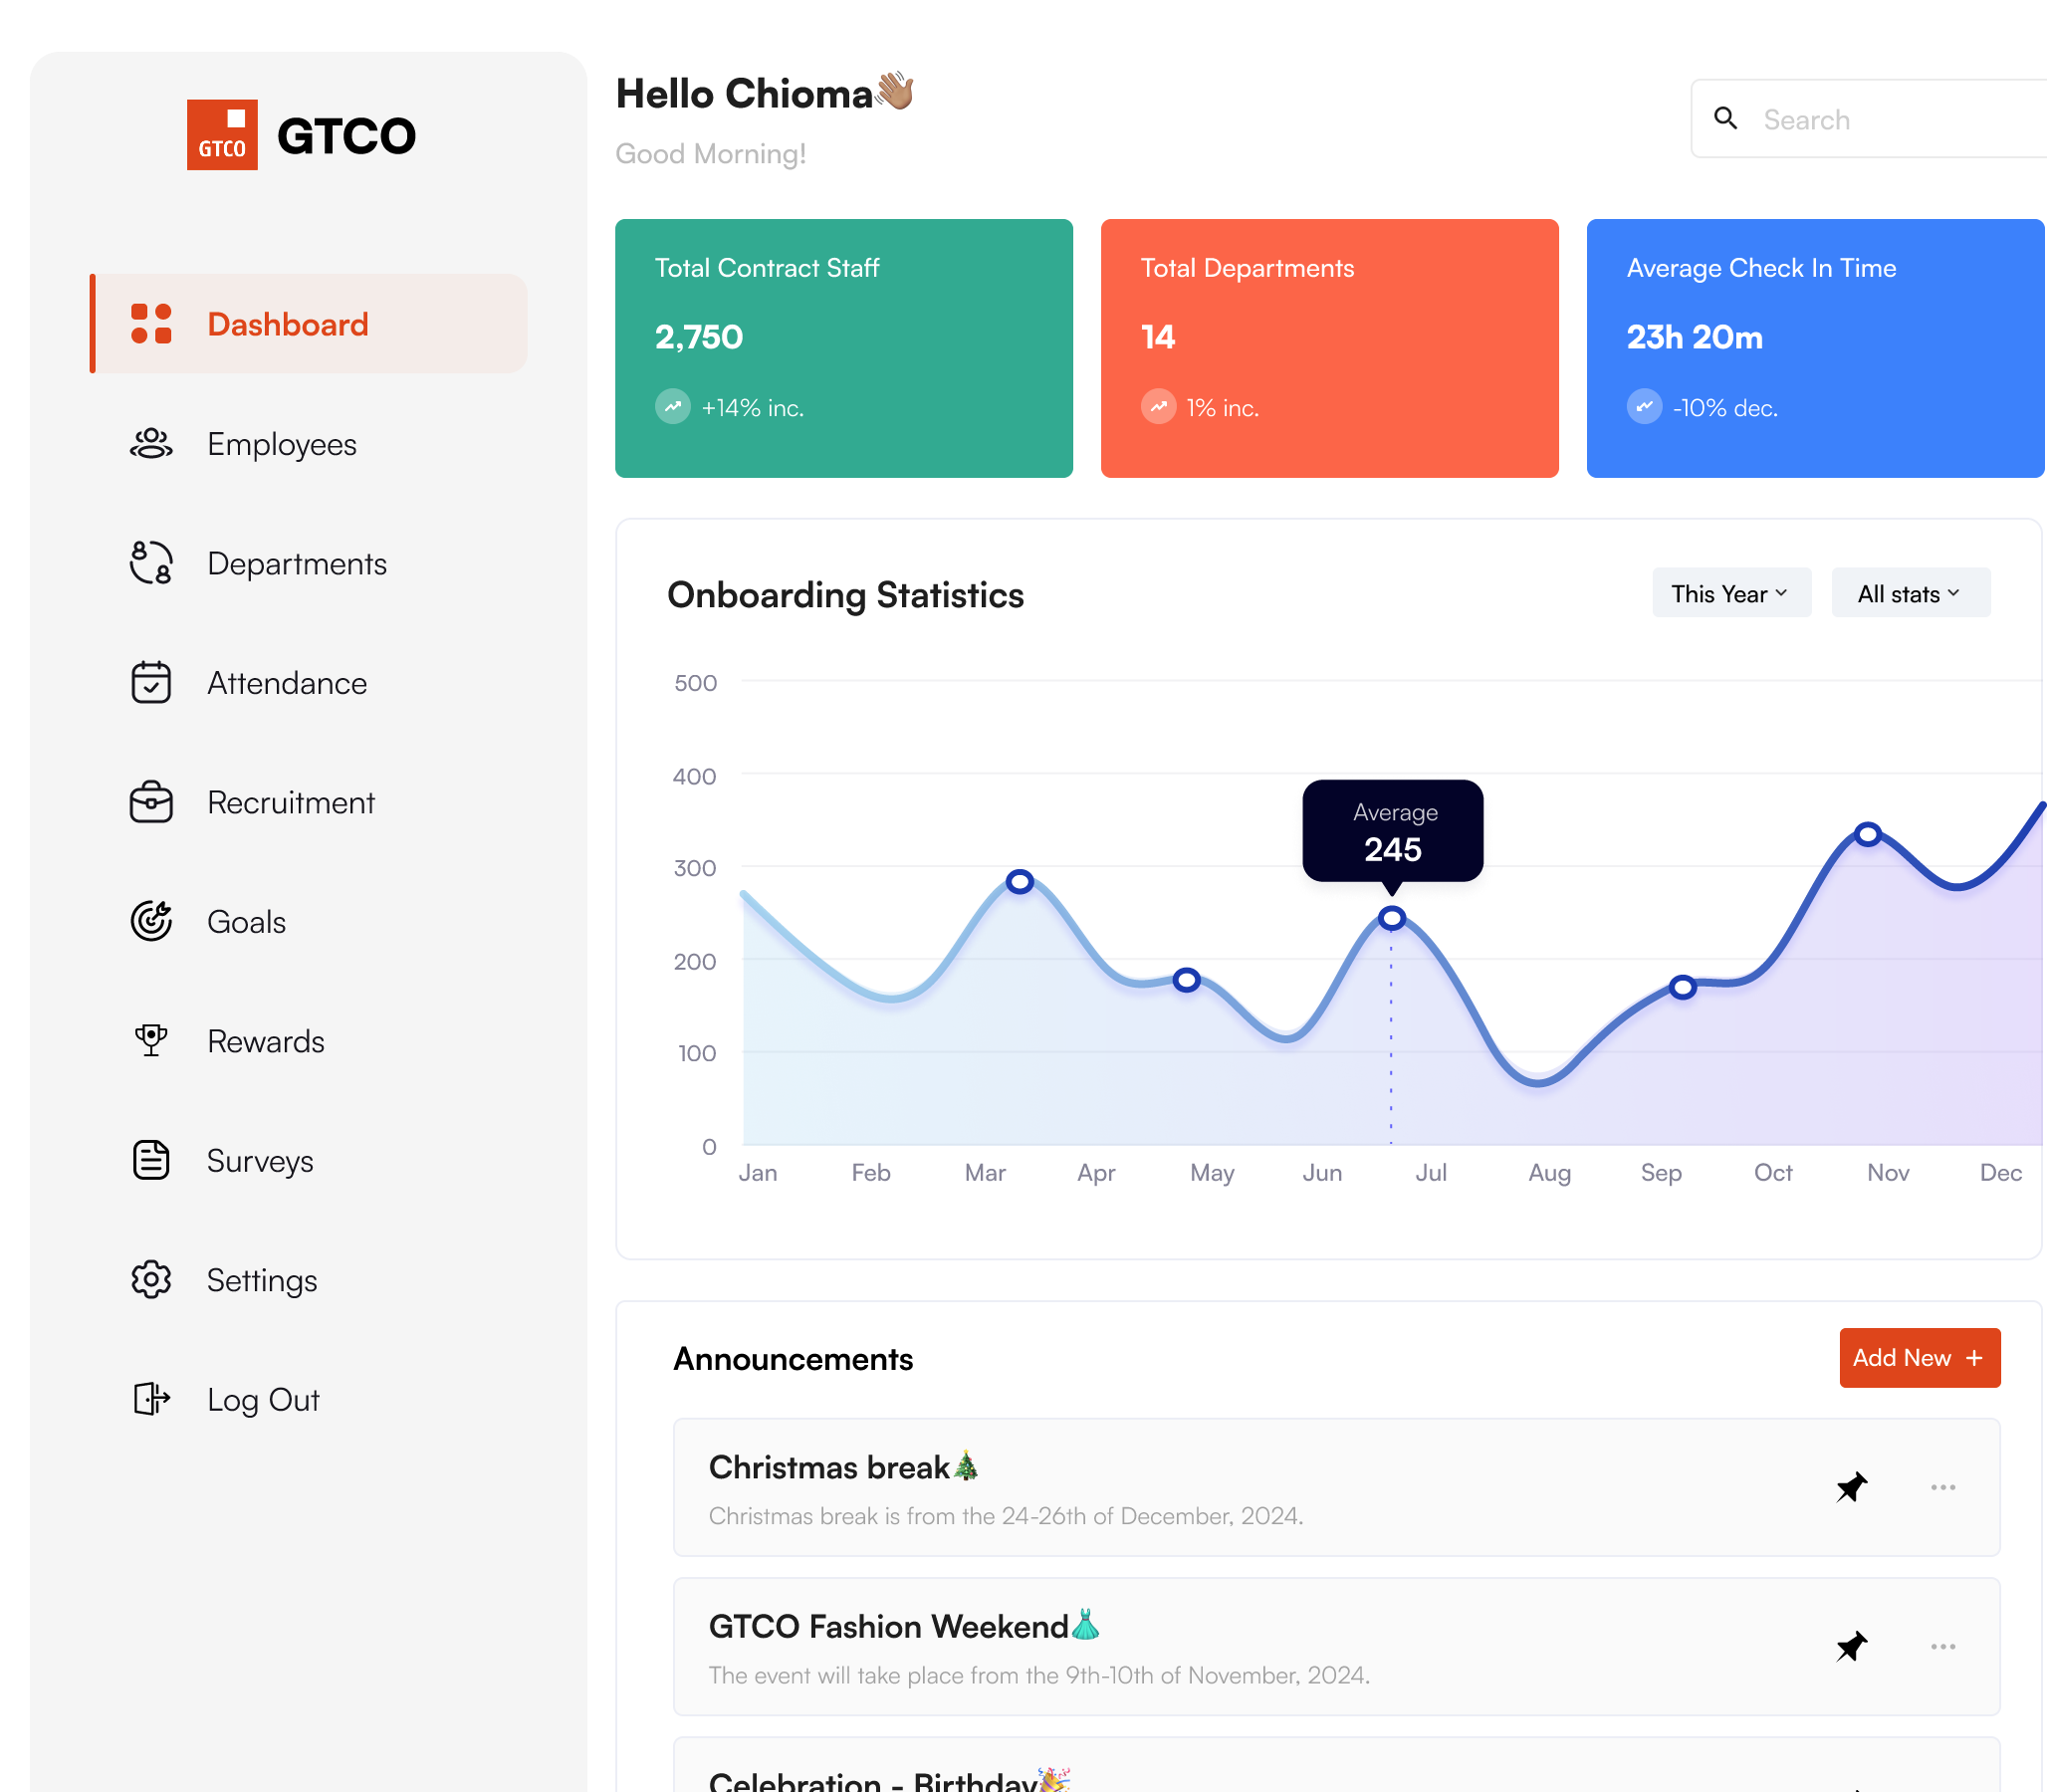 GTCO
GTCO
Dashboard
Employees
Departments
Attendance
Recruitment
Goals
Rewards
Surveys
Settings
Log Out
Hello Chioma👋🏽
Good Morning!
Search
Total Contract Staff
2,750
+14% inc.
Total Departments
14
1% inc.
Average Check In Time
23h 20m
-10% dec.
Onboarding Statistics
This Year
All stats
500
400
300
200
100
0
Average
245
Jan Feb Mar Apr May Jun Jul Aug Sep Oct Nov Dec
Announcements
Add New +
Christmas break🎄
Christmas break is from the 24-26th of December, 2024.
GTCO Fashion Weekend👗
The event will take place from the 9th-10th of November, 2024.
Celebration - Birthday🎉